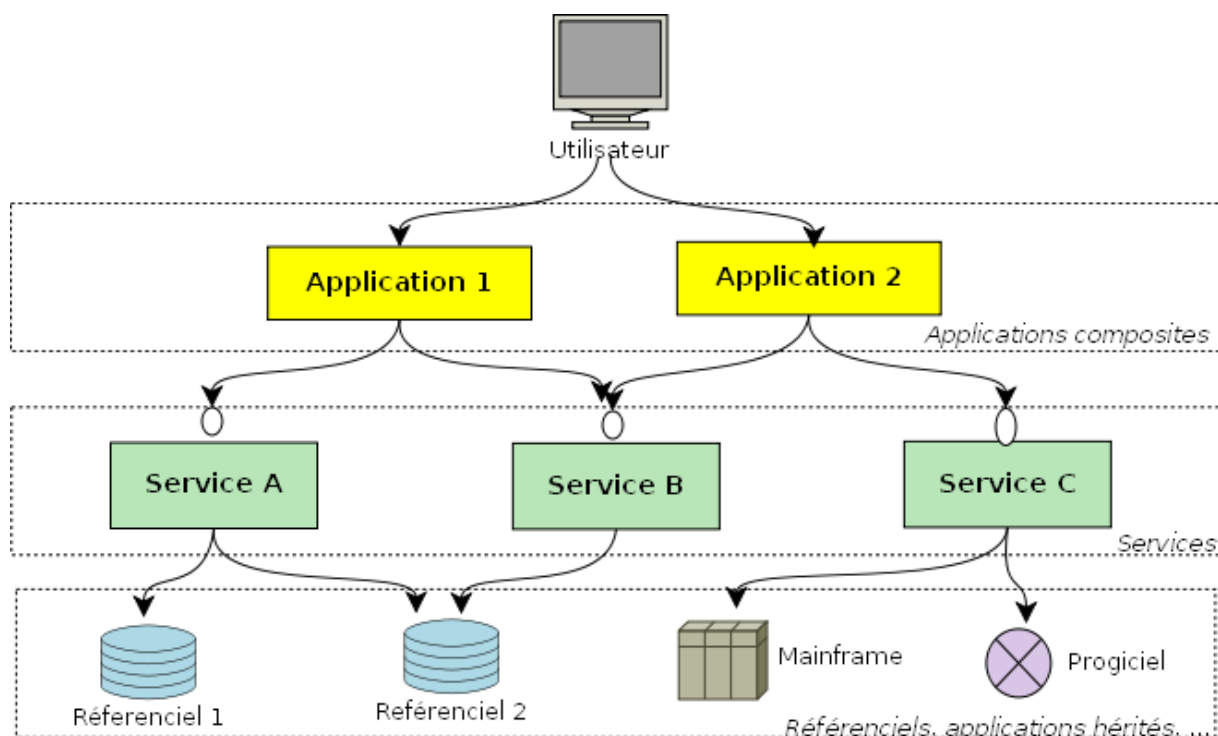 Utilisateur
Application 1
Application 2
Applications composites
Service A
Service B
Service C
Services
Mainframe
Progiciel
Réferenciel 1
Reférenciel 2
Référenciels, applications hérités, ...